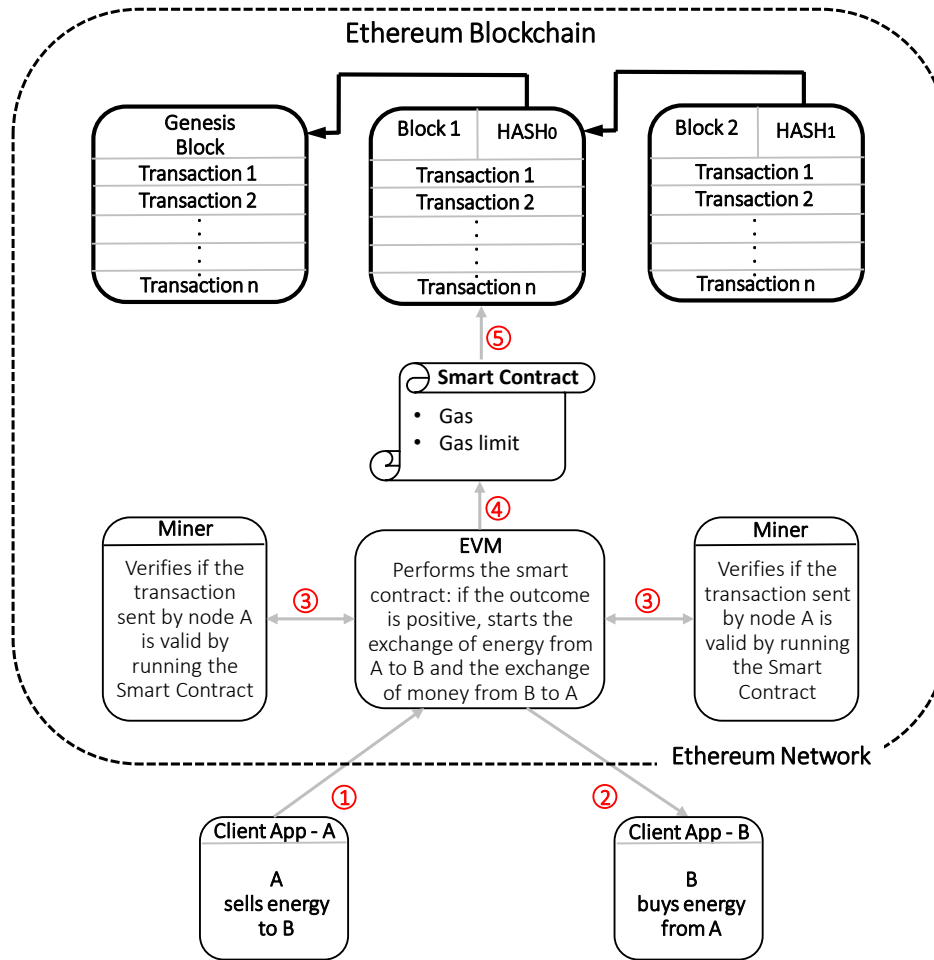 Ethereum Blockchain
Genesis
Block
Transaction 1
Transaction 2
Transaction n
Block 1
HASH0
Transaction 1
Transaction 2
Transaction n
Block 2
HASH1
Transaction 1
Transaction 2
Transaction n
⑤
Smart Contract
• Gas
• Gas limit
④
Miner
Verifies if the
transaction
sent by node A
is valid by
running the
Smart Contract
③
EVM
Performs the smart
contract: if the outcome
is positive, starts the
exchange of energy from
A to B and the exchange
of money from B to A
③
Miner
Verifies if the
transaction sent
by node A is
valid by running
the Smart
Contract
Ethereum Network
①
②
Client App - A
A
sells energy
to B
Client App - B
B
buys energy
from A